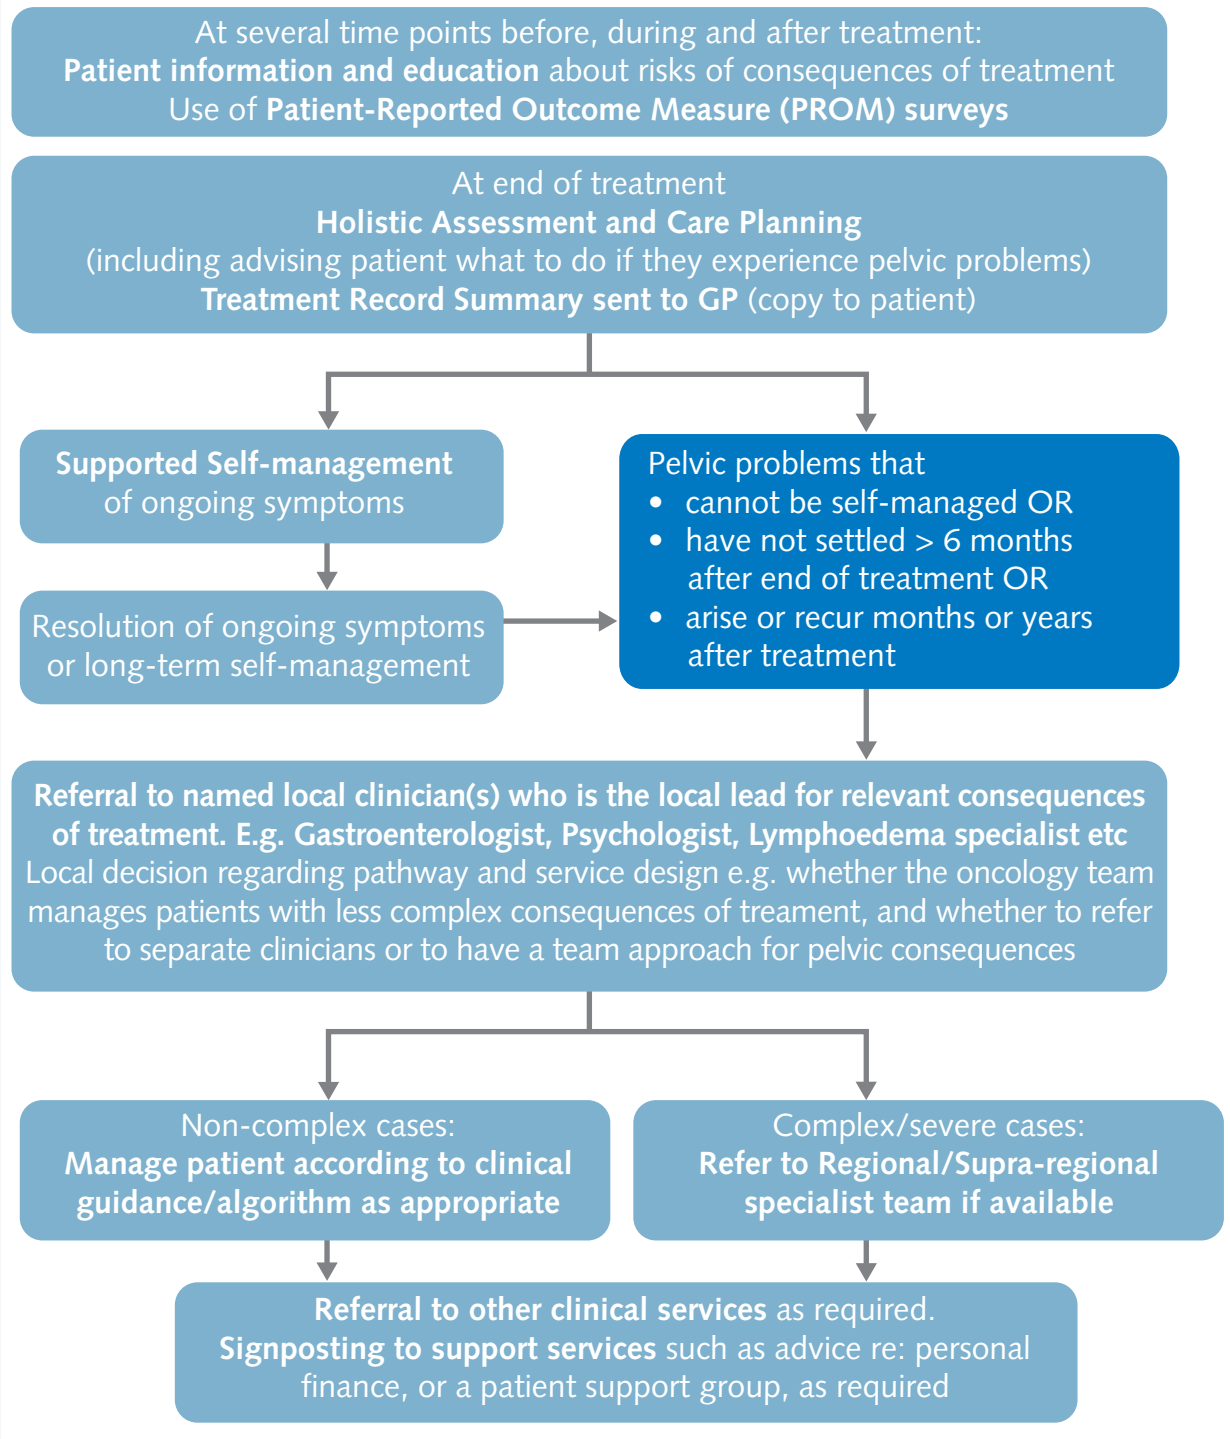 At several time points before, during and after treatment:
Patient information and education about risks of consequences of treatment
Use of Patient-Reported Outcome Measure (PROM) surveys
At end of treatment
Holistic Assessment and Care Planning
(including advising patient what to do if they experience pelvic problems)
Treatment Record Summary sent to GP (copy to patient)
Supported Self-management
of ongoing symptoms
Resolution of ongoing symptoms
or long-term self-management
Pelvic problems that
• cannot be self-managed OR
• have not settled > 6 months
after end of treatment OR
• arise or recur months or years
after treatment
Referral to named local clinician(s) who is the local lead for relevant consequences
of treatment. E.g. Gastroenterologist, Psychologist, Lymphoedema specialist etc
Local decision regarding pathway and service design e.g. whether the oncology team
manages patients with less complex consequences of treament, and whether to refer
to separate clinicians or to have a team approach for pelvic consequences
Non-complex cases:
Manage patient according to clinical
guidance/algorithm as appropriate
Complex/severe cases:
Refer to Regional/Supra-regional
specialist team if available
Referral to other clinical services as required.
Signposting to support services such as advice re: personal
finance, or a patient support group, as required